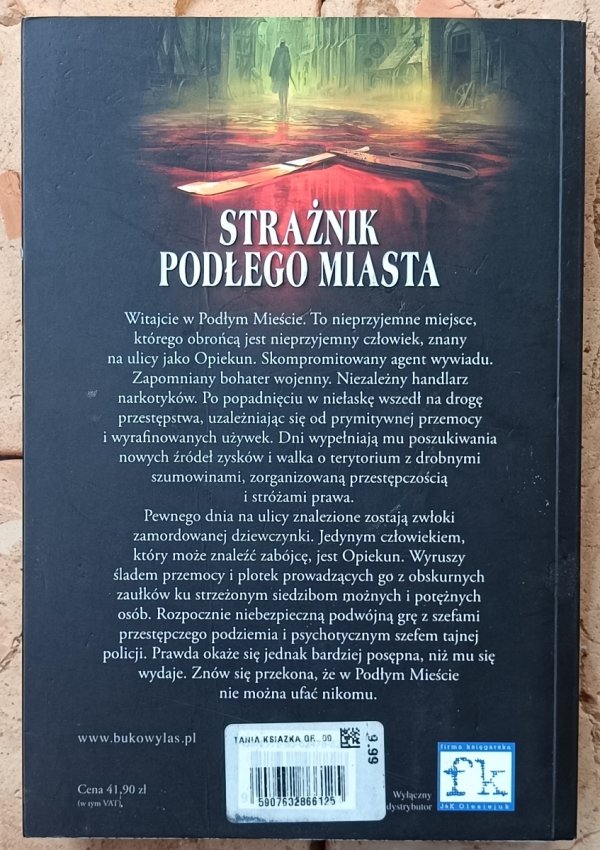 STRAŻNIK
PODŁEGO MIASTA
Witajcie w Podłym Mieście. To nieprzyjemne miejsce,
którego obrońcą jest nieprzyjemny człowiek, znany
na ulicy jako Opiekun. Skompromitowany agent wywiadu.
Zapomniany bohater wojenny. Niezależny handlarz
narkotyków. Po popadnięciu w niełaskę wszedł na drogę
przestępstwa, uzależniając się od prymitywnej przemocy
i wyrafinowanych używek. Dni wypełniają mu poszukiwania
nowych źródeł zysków i walka o terytorium z drobnymi
szumowinami, zorganizowaną przestępczością
i stróżami prawa.
Pewnego dnia na ulicy znalezione zostają zwłoki
zamordowanej dziewczynki. Jedynym człowiekiem,
który może znaleźć zabójcę, jest Opiekun. Wyruszy
śladem przemocy i plotek prowadzących go z obskurnych
zaułków ku strzeżonym siedzibom możnych i potężnych
osób. Rozpocznie niebezpieczną podwójną grę z szefami
przestępczego podziemia i psychotycznym szefem tajnej
policji. Prawda okaże się jednak bardziej posępna, niż mu się
wydaje. Znów się przekona, że w Podłym Mieście
nie można ufać nikomu.
www.bukowylas.pl
TANIA KSIAZKA
9.99
5907632866125
Cena 41,90 zł
(w tym VAT)
Wyłączny
dystrybutor
firma księgarska
fk
J&K Olesiejuk